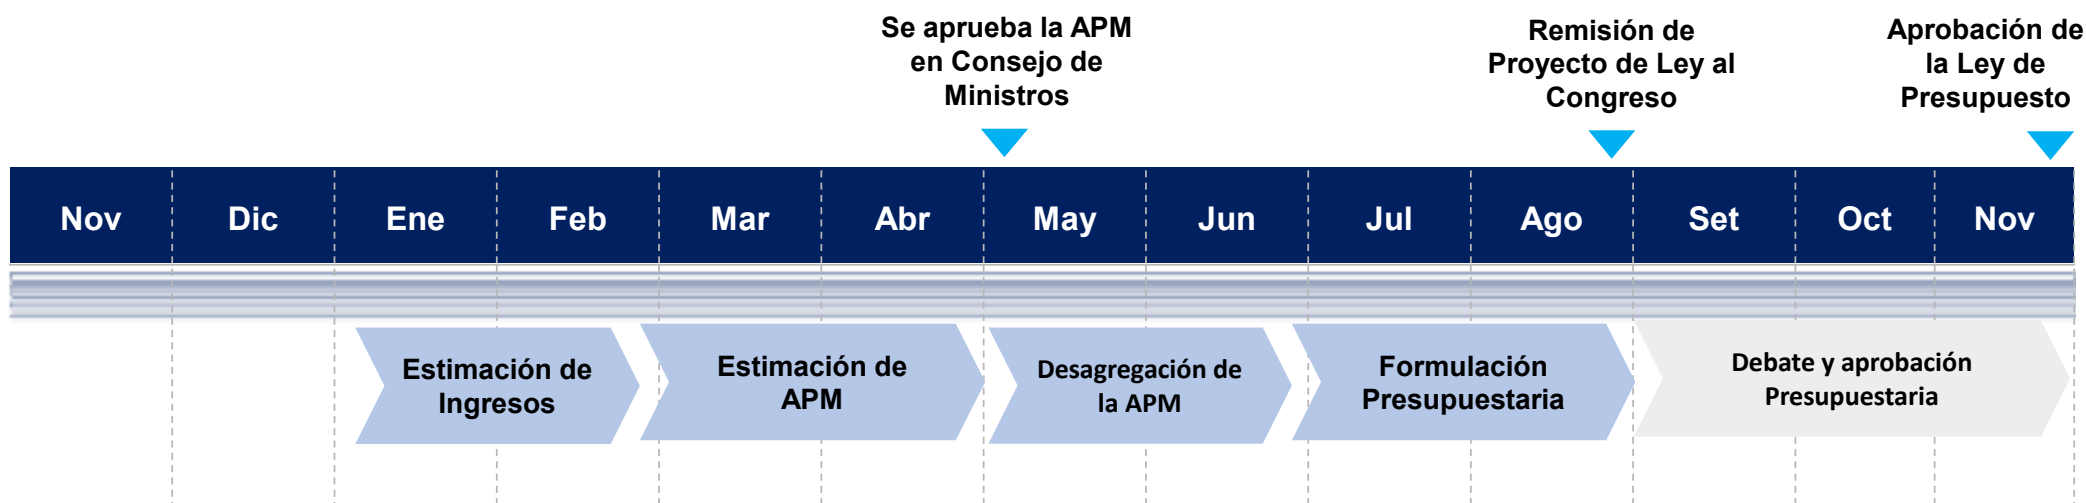 Se aprueba la APM
en Consejo de
Ministros
Remisión de
Proyecto de Ley al
Congreso
Aprobación de
la Ley de
Presupuesto
Nov Dic Ene Feb Mar Abr May Jun Jul Ago Set Oct Nov
Estimación de
Ingresos
Estimación de
APM
Desagregación de
la APM
Formulación
Presupuestaria
Debate y aprobación
Presupuestaria